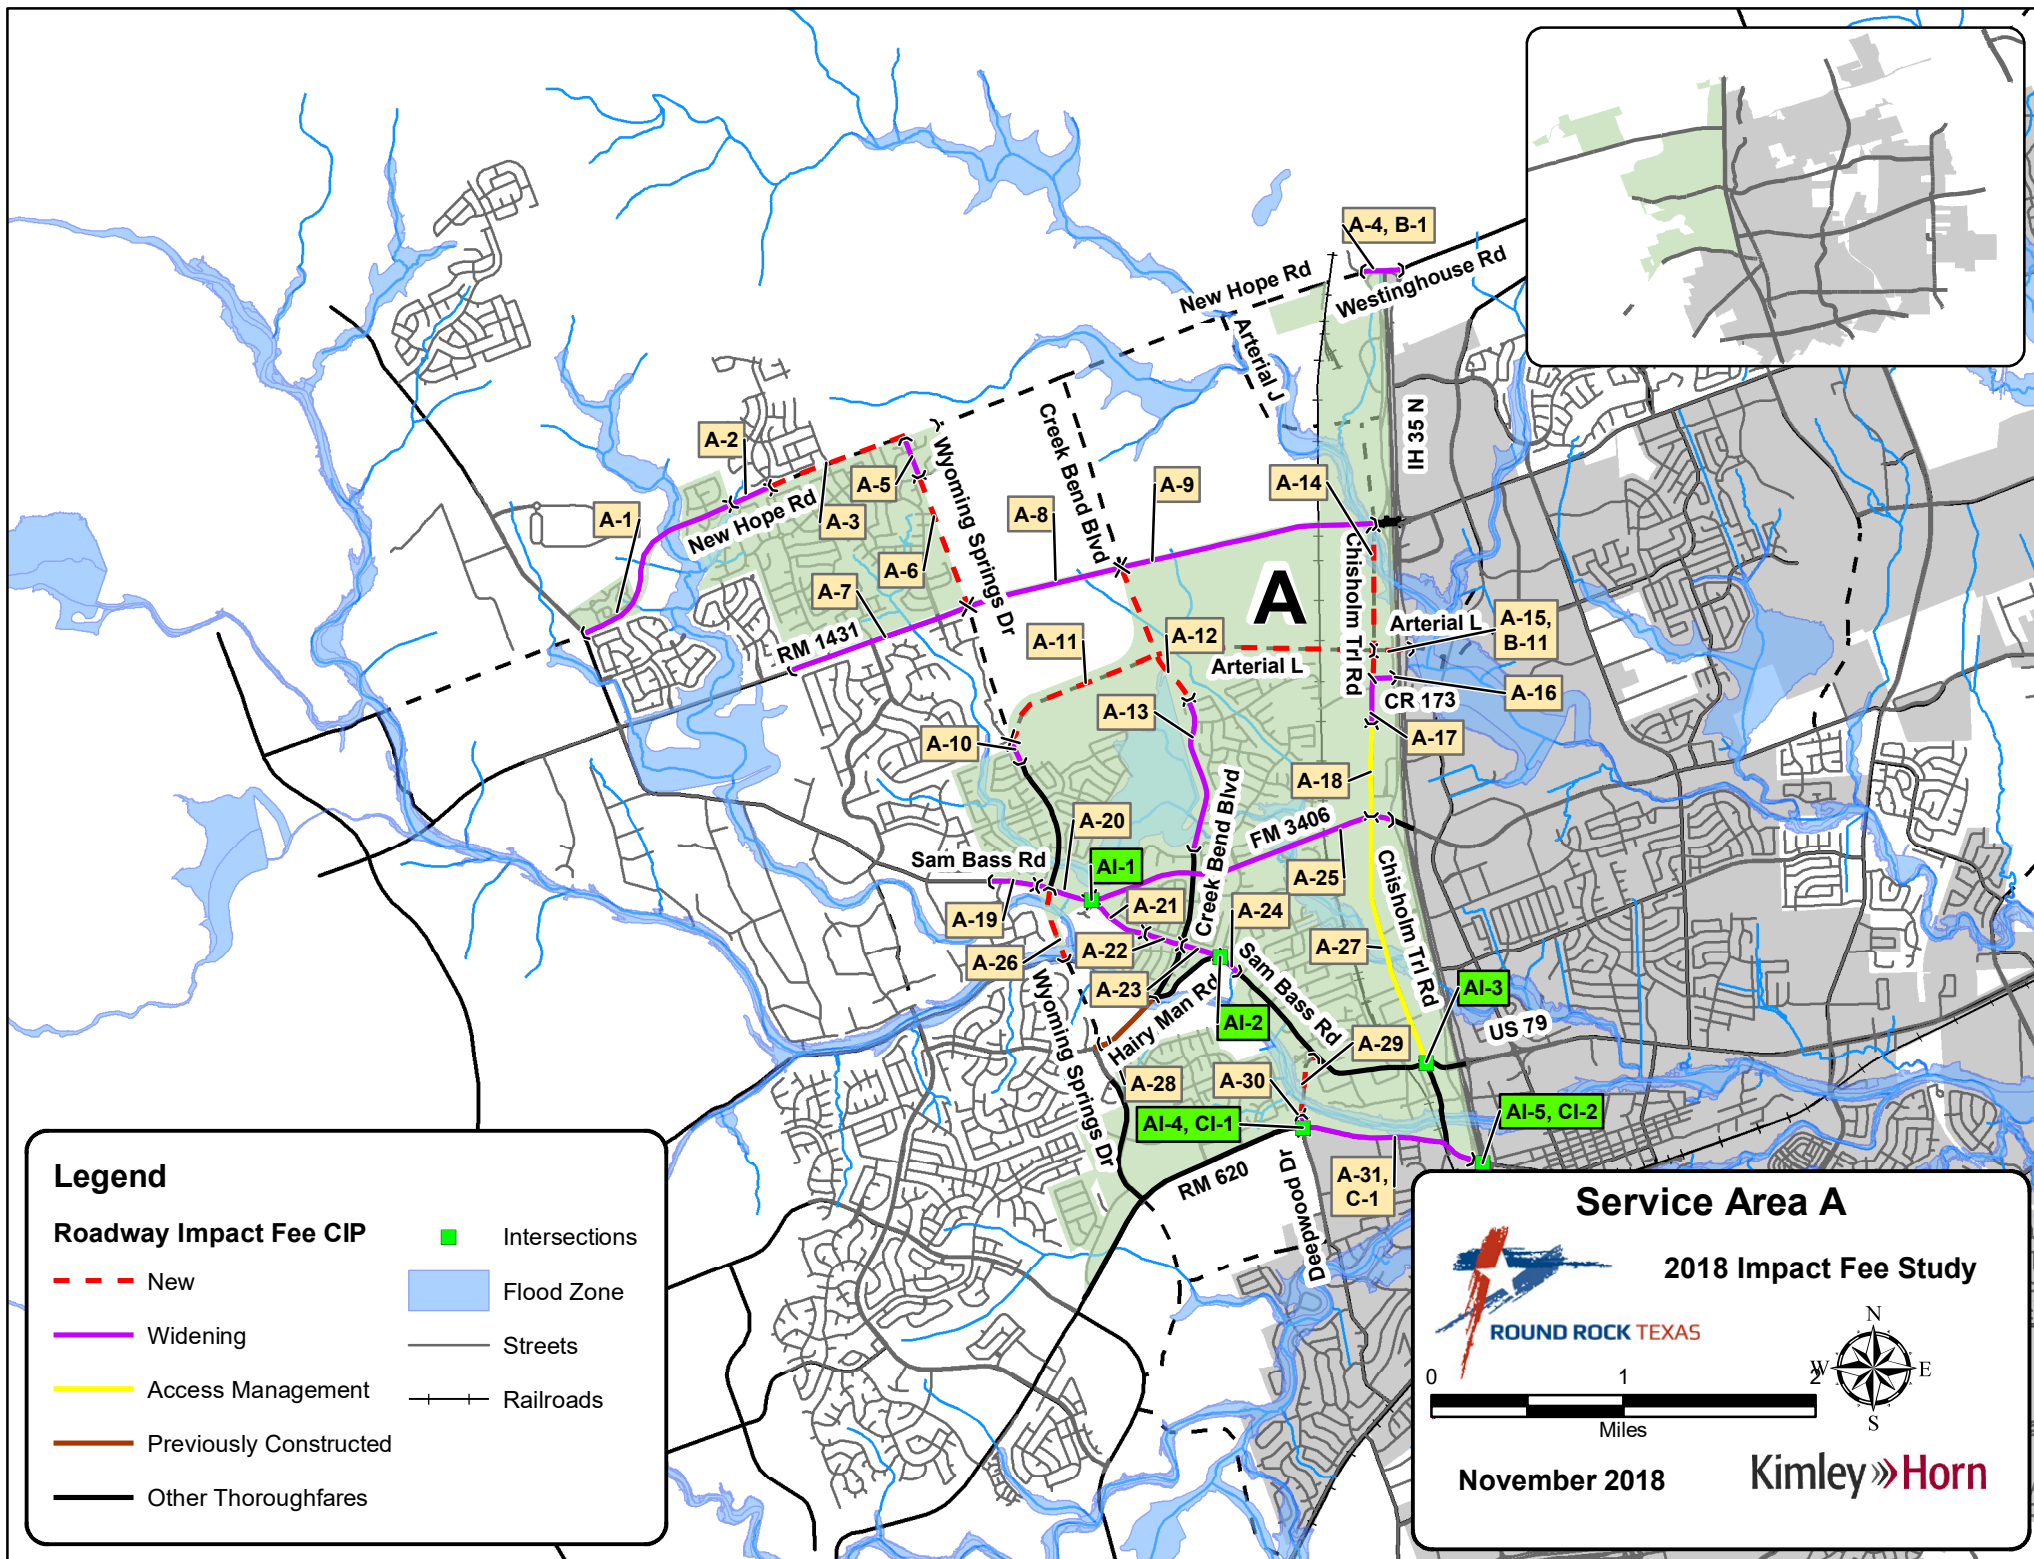 A-4, B-1
New Hope Rd
Westinghouse Rd
Arterial J
IH 35 N
Creek Bend Blvd
A-2
A-5
A-3
New Hope Rd
A-1
Wyoming Springs Dr
A-8
A-9
A-14
A-6
A-7
RM 1431
A
Chisholm Trl Rd
A-11
A-12
Arterial L
Arterial L
A-15,
B-11
A-16
CR 173
A-13
A-10
A-17
A-18
FM 3406
Creek Bend Blvd
A-20
Sam Bass Rd
AI-1
A-25
Chisholm Trl Rd
A-19
A-21
A-24
A-26
A-22
A-23
A-27
Sam Bass Rd
AI-3
Hairy Man Rd
AI-2
US 79
Wyoming Springs Dr
A-29
A-28
A-30
AI-4, CI-1
AI-5, CI-2
RM 620
Deepwood Dr
A-31,
C-1
Legend
Roadway Impact Fee CIP
New
Widening
Access Management
Previously Constructed
Other Thoroughfares
Intersections
Flood Zone
Streets
Railroads
Service Area A
2018 Impact Fee Study
ROUND ROCK TEXAS
0 1 2
Miles
N
W E
S
November 2018
Kimley»Horn